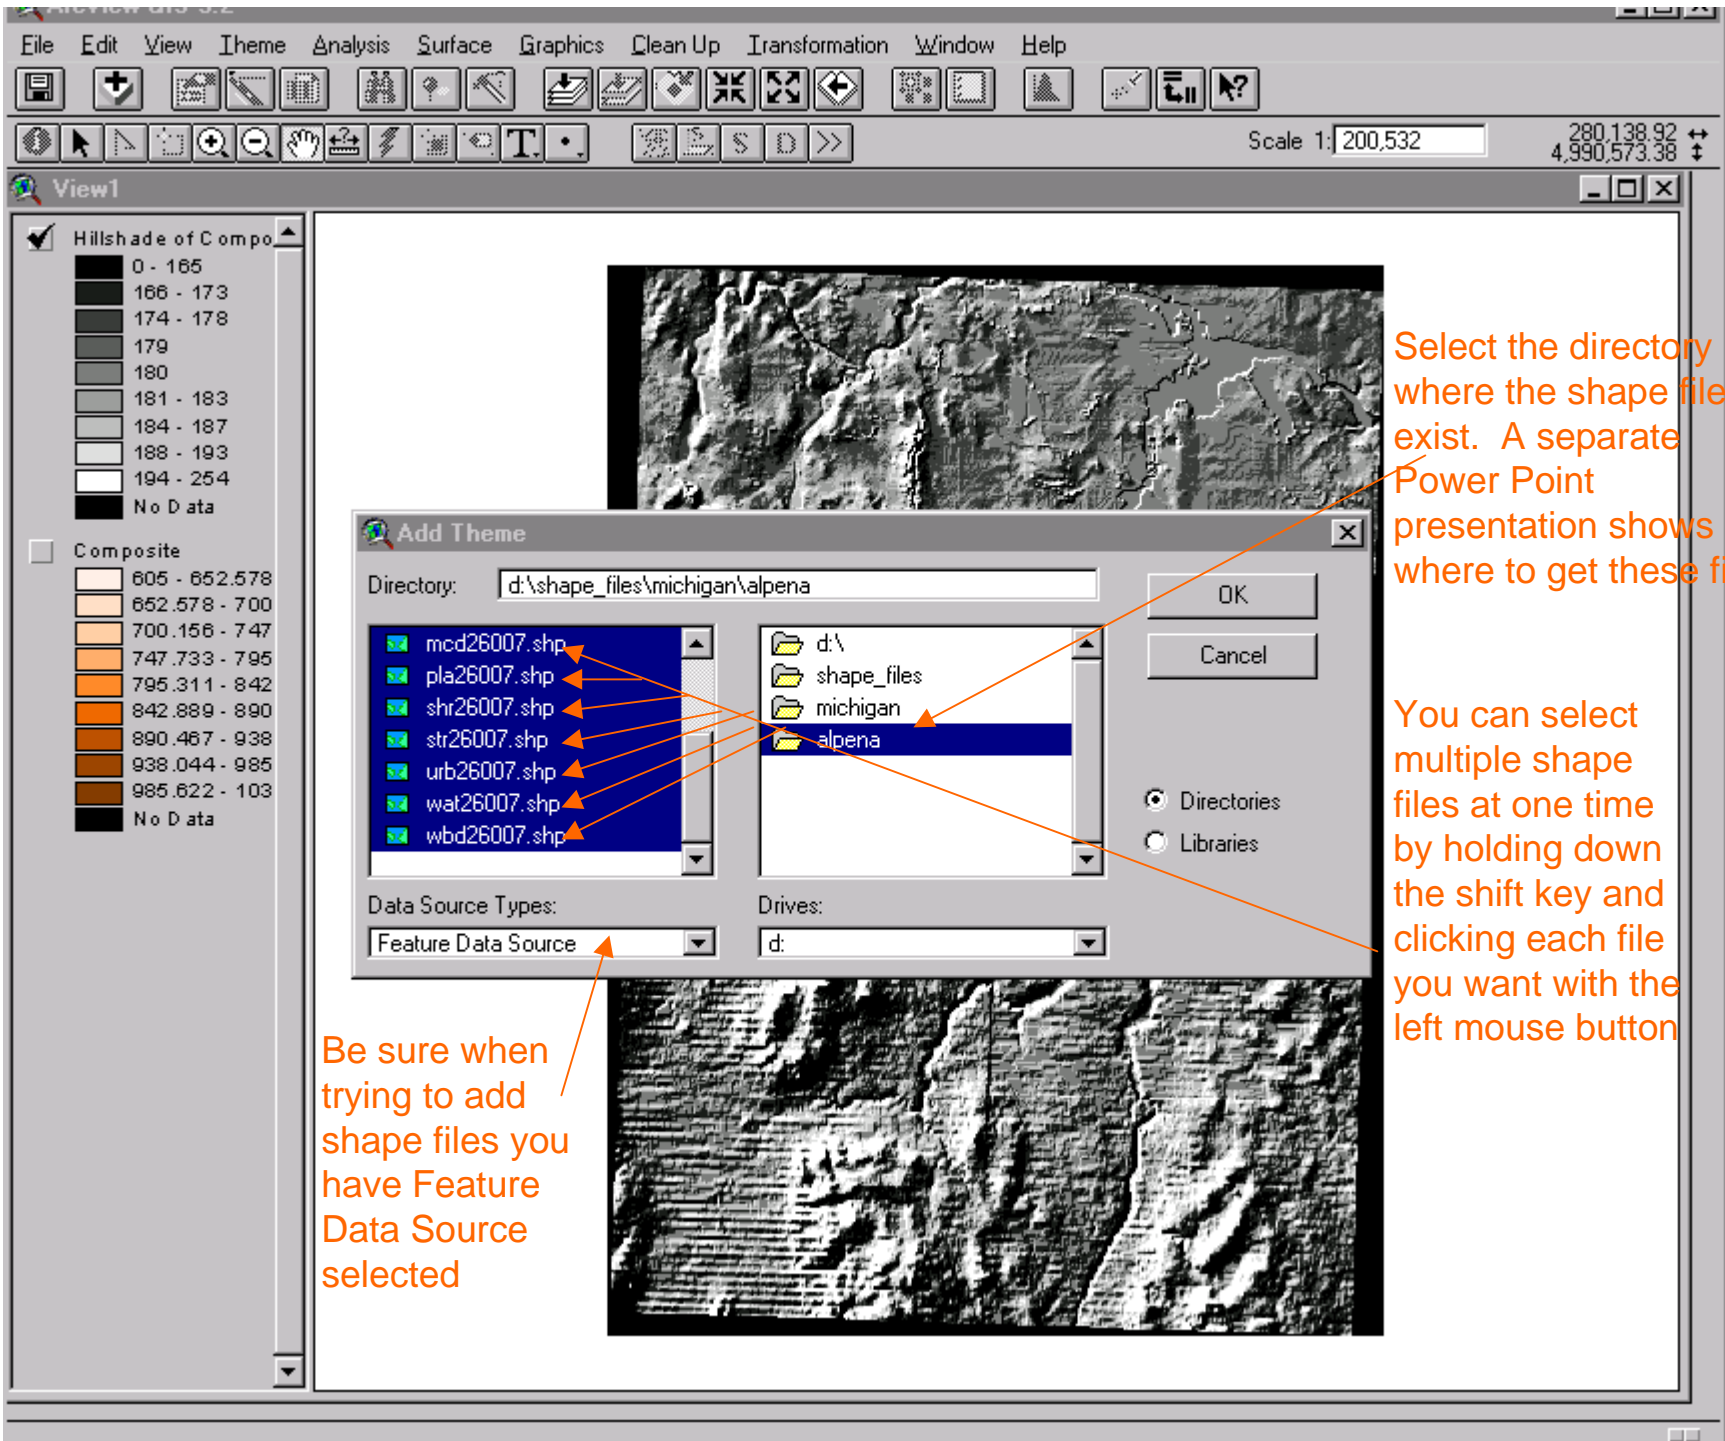 ArcView GIS 3.2
File Edit View Theme Analysis Surface Graphics Clean Up Transformation Window Help
T. S D >> Scale 1: 200,532 280,138.92
4,990,573.38
View1
Hillshade of Compo
0 - 165
166 - 173
174 - 178
179
180
181 - 183
184 - 187
188 - 193
194 - 254
No Data
Composite
605 - 652.578
652.578 - 700
700.156 - 747
747.733 - 795
795.311 - 842
842.889 - 890
890.467 - 938
938.044 - 985
985.622 - 103
No Data
Add Theme
Directory: d:\shape_files\michigan\alpena
mcd26007.shp
pla26007.shp
shr26007.shp
str26007.shp
urb26007.shp
wat26007.shp
wbd26007.shp
d:\
shape_files
michigan
alpena
OK
Cancel
Directories
Libraries
Data Source Types:
Feature Data Source
Drives:
d:
Select the directory
where the shape file
exist. A separate
Power Point
presentation shows
where to get these fi
You can select
multiple shape
files at one time
by holding down
the shift key and
clicking each file
you want with the
left mouse button
Be sure when
trying to add
shape files you
have Feature
Data Source
selected